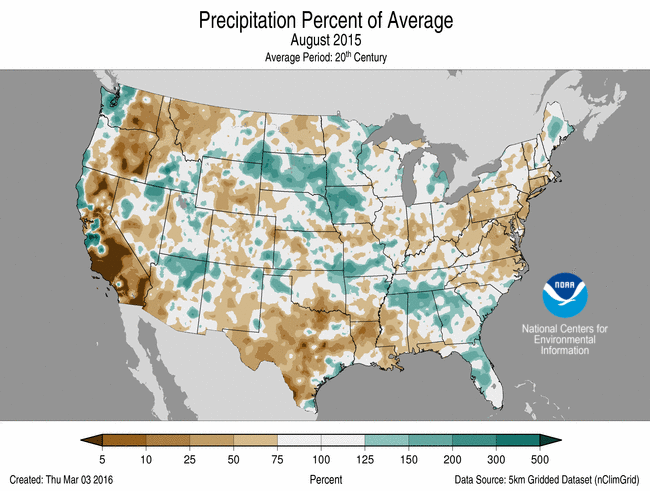 Precipitation Percent of Average
August 2015
Average Period: 20th Century
NOAA
National Centers for
Environmental
Information
5 10 25 50 75 100 125 150 200 300 500
Created: Thu Mar 03 2016 Percent Data Source: 5km Gridded Dataset (nClimGrid)